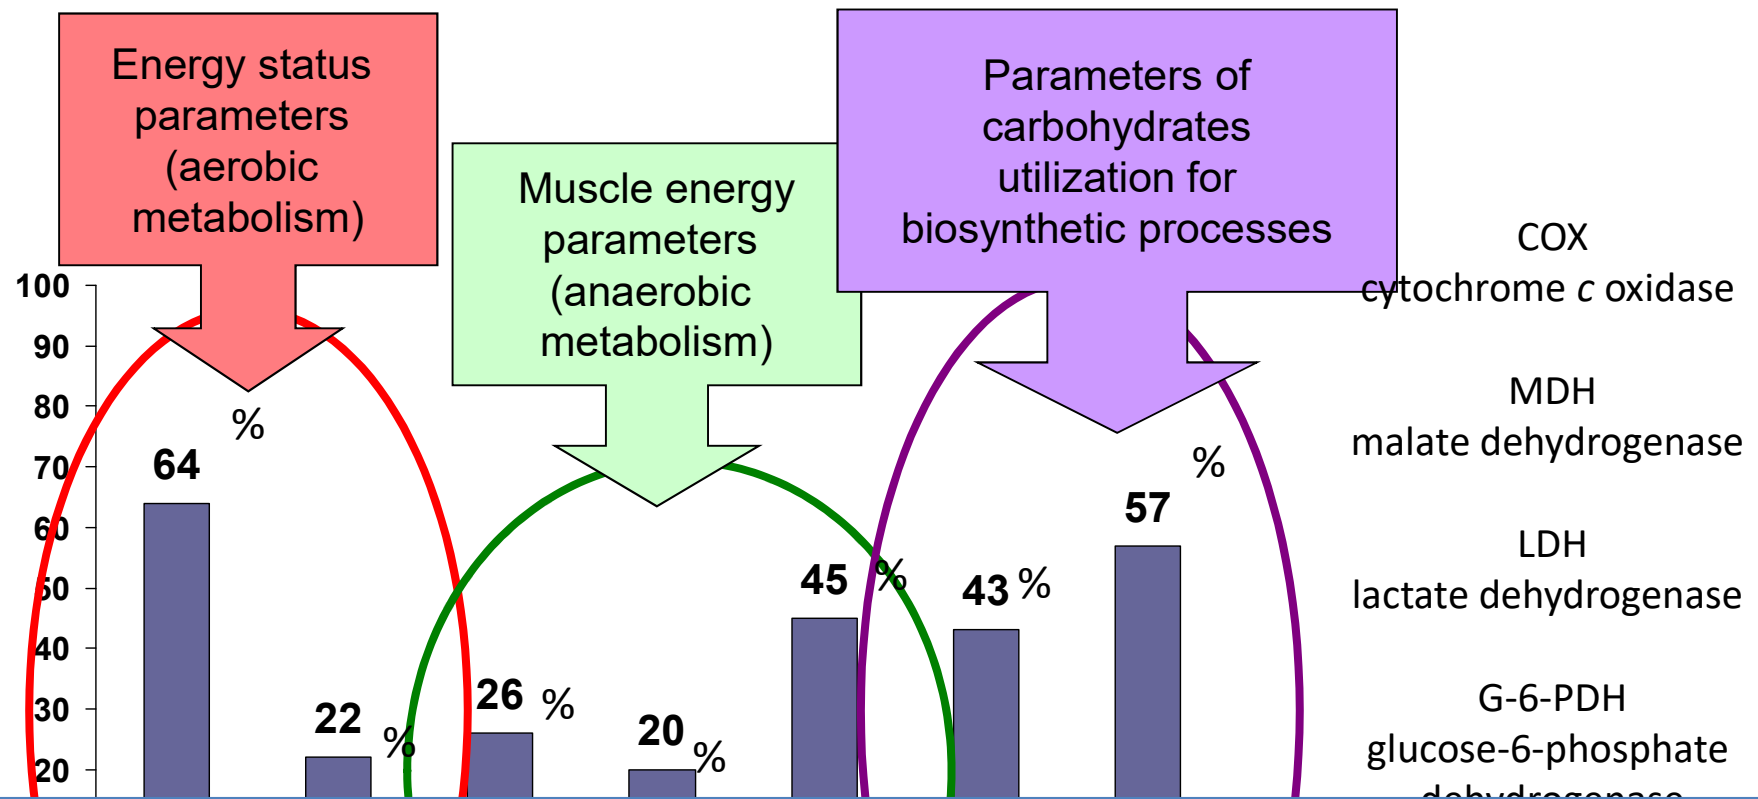 Energy status
parameters
(aerobic
metabolism)
Muscle energy
parameters
(anaerobic
metabolism)
Parameters of
carbohydrates
utilization for
biosynthetic processes
COX
cytochrome c oxidase
MDH
malate dehydrogenase
LDH
lactate dehydrogenase
G-6-PDH
glucose-6-phosphate
dehydrogenase
100
90
80
70
60
50
40
30
20
64 %
22 %
26 %
20 %
45 %
43 %
57 %